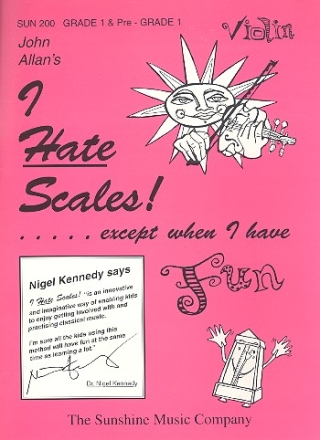 SUN 200 GRADE 1 & Pre - GRADE 1
Violin
John
Allan's
I
Hate
Scales!
. . . . . except when I have
Fun
Nigel Kennedy says
I Hate Scales! "is an innovative
and imaginative way of enabling kids
to enjoy getting involved with and
practising classical music.
I'm sure all the kids using this
method will have fun at the same
time as learning a lot."
Dr. Nigel Kennedy
The Sunshine Music Company